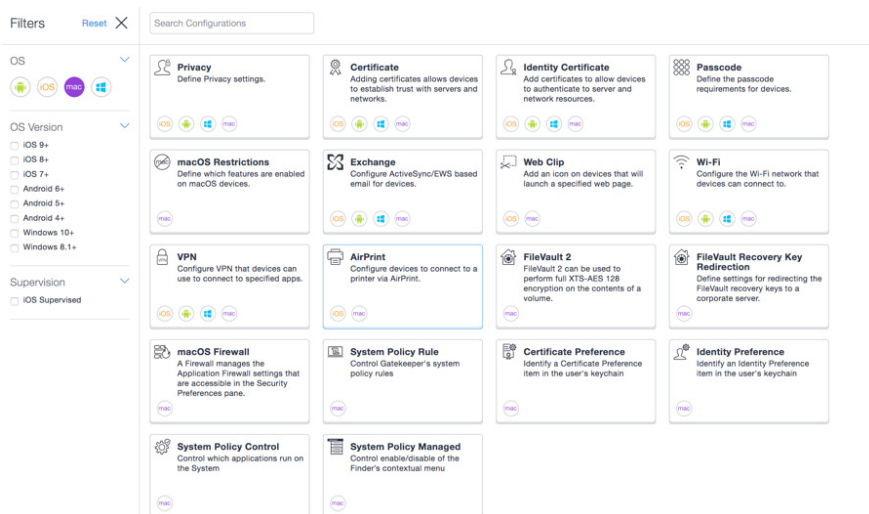 Filters
Reset
Search Configurations
OS
iOS
mac
OS Version
iOS 9+
iOS 8+
iOS 7+
Android 6+
Android 5+
Android 4+
Windows 10+
Windows 8.1+
Supervision
iOS Supervised
Privacy
Define Privacy settings.
iOS
mac
Certificate
Adding certificates allows devices
to establish trust with servers and
networks.
iOS
mac
Identity Certificate
Add certificates to allow devices
to authenticate to server and
network resources.
iOS
mac
Passcode
Define the passcode
requirements for devices.
iOS
mac
mac
macOS Restrictions
Define which features are enabled
on macOS devices.
mac
Exchange
Configure ActiveSync/EWS based
email for devices.
iOS
mac
Web Clip
Add an icon on devices that will
launch a specified web page.
iOS
mac
Wi-Fi
Configure the Wi-Fi network that
devices can connect to.
iOS
mac
VPN
VPN
Configure VPN that devices can
use to connect to specified apps.
iOS
mac
AirPrint
Configure devices to connect to a
printer via AirPrint.
iOS
mac
FileVault 2
FileVault 2 can be used to
perform full XTS-AES 128
encryption on the contents of a
volume.
mac
FileVault Recovery Key
Redirection
Define settings for redirecting the
FileVault recovery keys to a
corporate server.
mac
macOS Firewall
A Firewall manages the
Application Firewall settings that
are accessible in the Security
Preferences pane.
mac
System Policy Rule
Control Gatekeeper's system
policy rules
mac
Certificate Preference
Identify a Certificate Preference
item in the user's keychain
mac
Identity Preference
Identify an Identity Preference
item in the user's keychain
mac
System Policy Control
Control which applications run on
the System
mac
System Policy Managed
Control enable/disable of the
Finder's contextual menu
mac